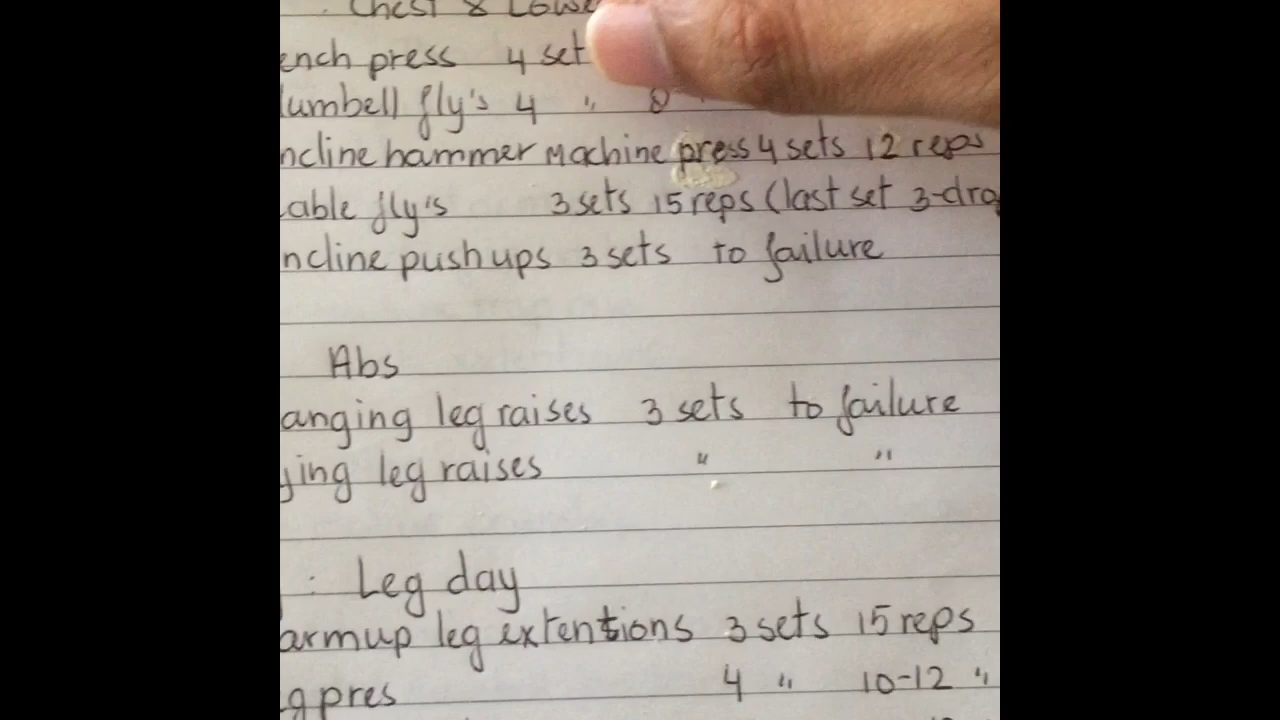 Chest & Lowe
ench press 4 set
umbell fly's 4 " 8
ncline hammer machine press 4 sets 12 reps
able fly's 3 sets 15 reps (last set 3-dro
ncline push ups 3 sets to failure
Abs
anging leg raises 3 sets to failure
ying leg raises " "
: Leg day
armup leg extentions 3 sets 15 reps
g pres 4 " 10-12 "